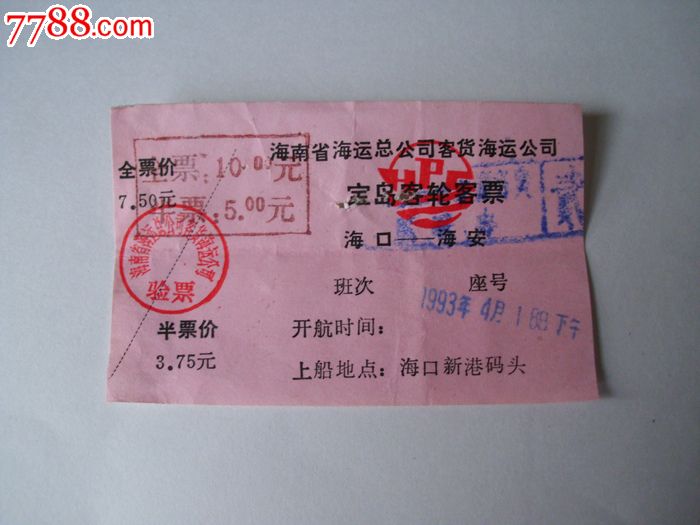 7788.com
海南省海运总公司客货海运公司
全票:10.00元
全票价
7.50元
票:5.00元
宝岛客轮客票
海口——海安
验票
班次 座号
1993年4月18日下午
半票价
3.75元
开航时间:
上船地点: 海口新港码头